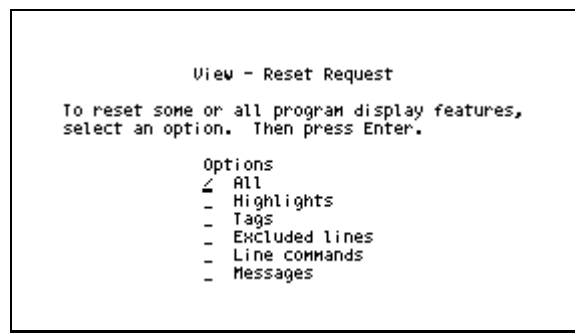 View - Reset Request
To reset some or all program display features,
select an option. Then press Enter.
Options
/ All
_ Highlights
_ Tags
_ Excluded lines
_ Line commands
_ Messages